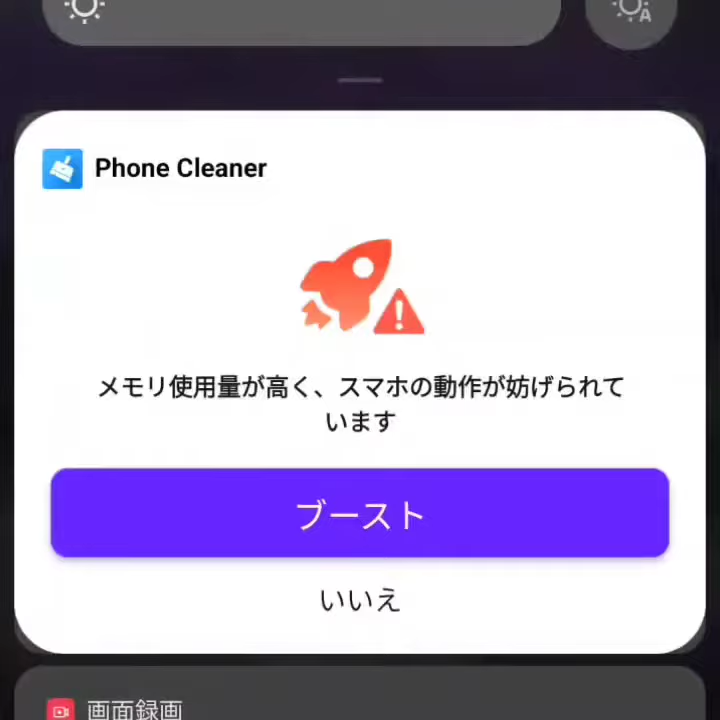 A
Phone Cleaner
メモリ使用量が高く、スマホの動作が妨げられて
います
ブースト
いいえ
画面録画